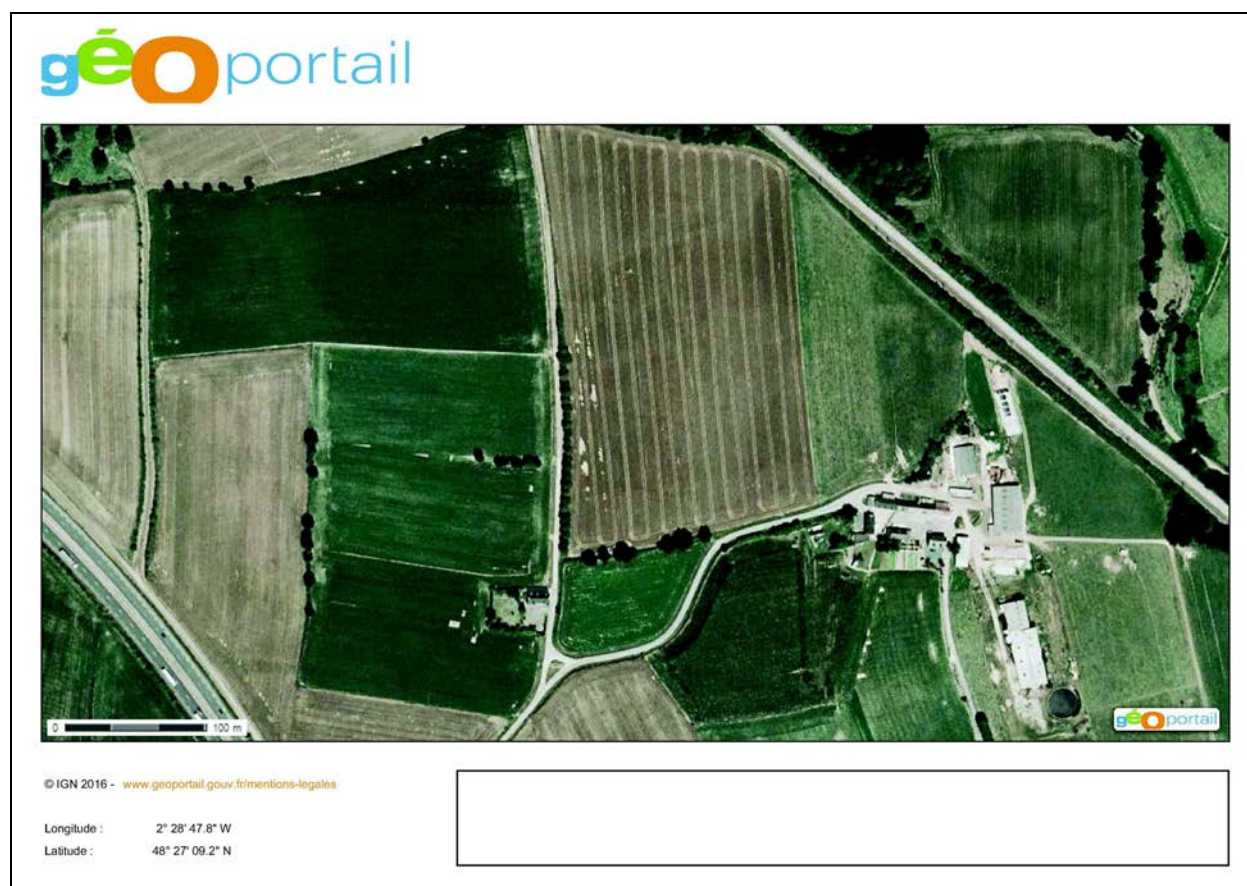 géoportail
0 100 m
géoportail
© IGN 2016 - www.geoportail.gouv.fr/mentions-legales
Longitude : 2° 28' 47.8" W
Latitude : 48° 27' 09.2" N